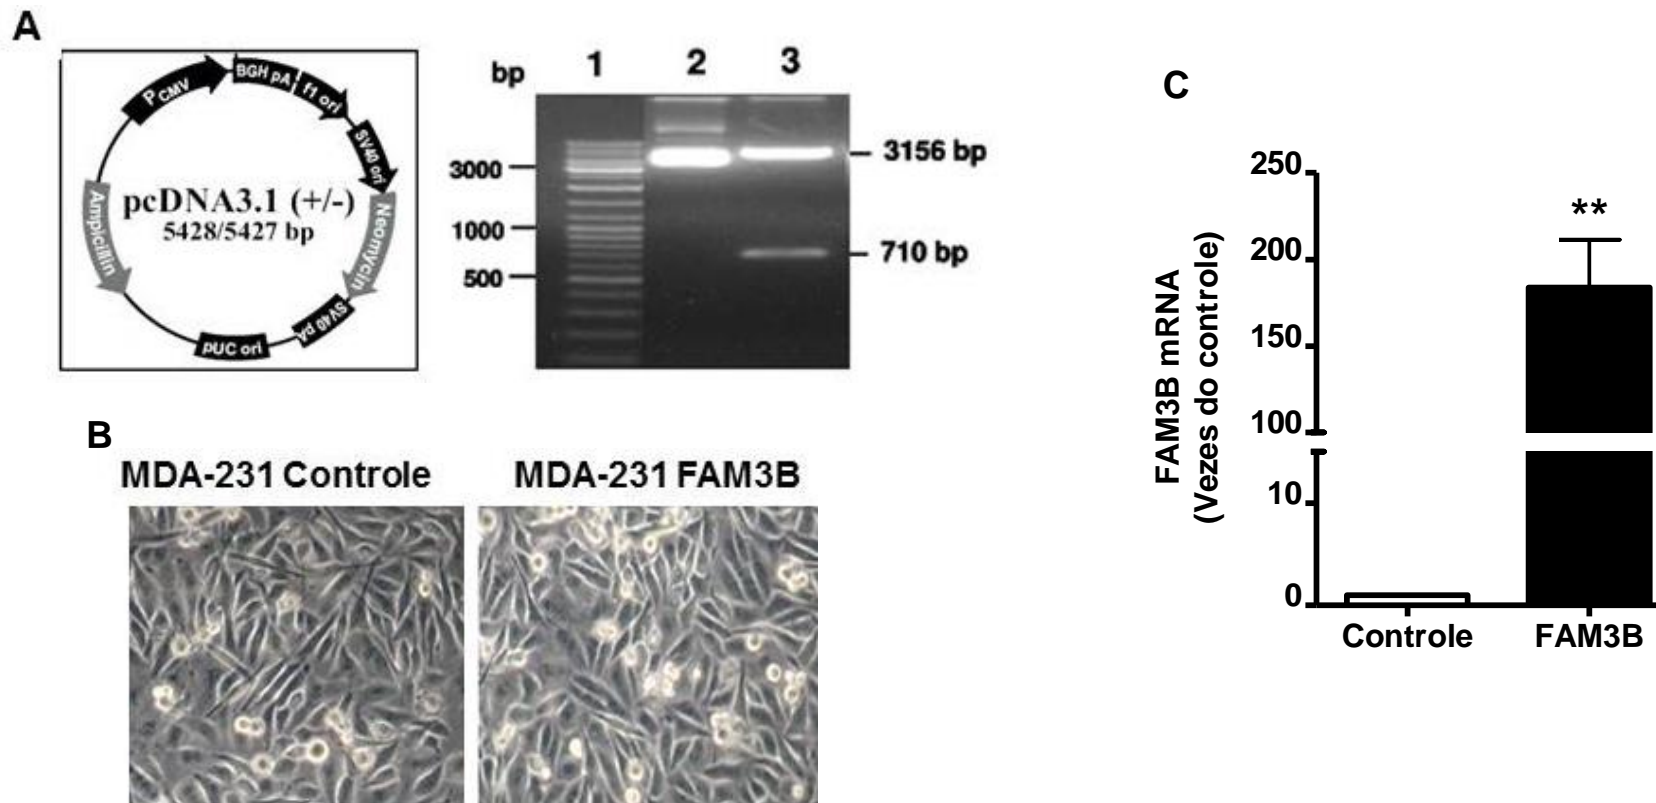 A
PCMV
BGH pA
f1 ori
SV40 ori
Neomycin
SV40 pA
pUC ori
Ampicillin
pcDNA3.1 (+/-)
5428/5427 bp
bp
1
2
3
3000
1000
500
3156 bp
710 bp
B
MDA-231 Controle
MDA-231 FAM3B
C
FAM3B mRNA
(Vezes do controle)
250
200
150
100
10
0
**
Controle
FAM3B